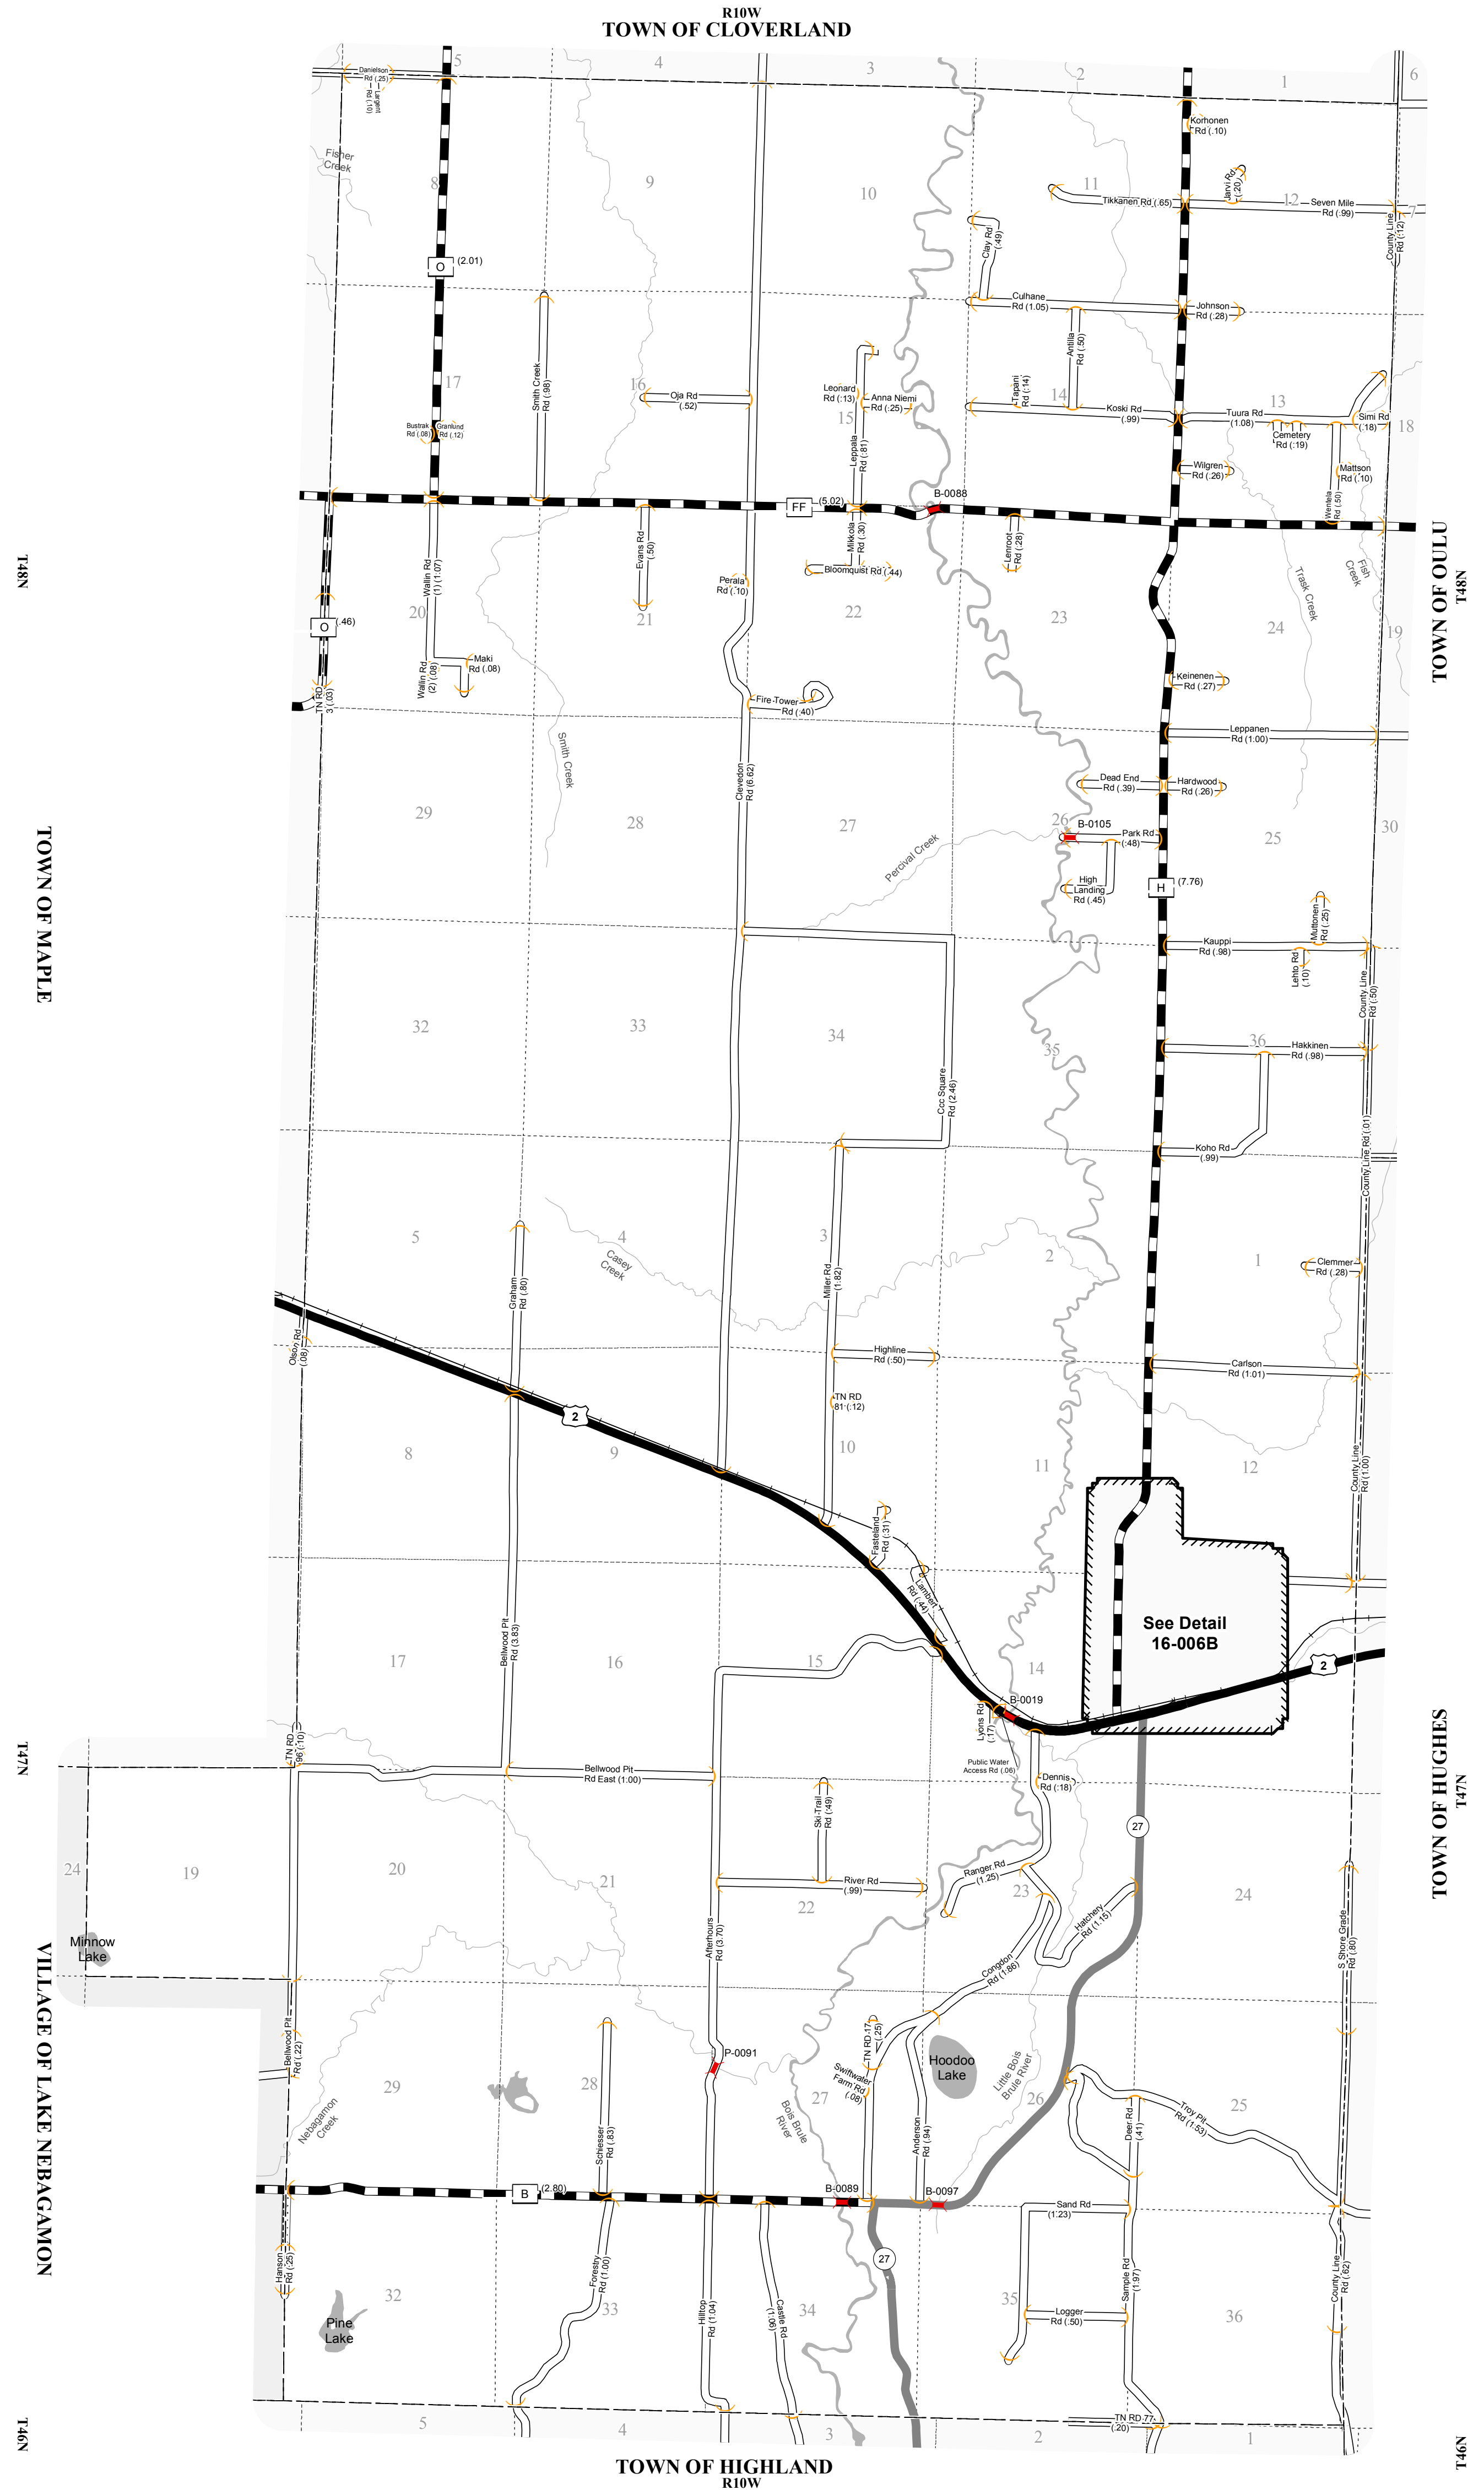 R10W
TOWN OF CLOVERLAND
5
4
3
2
1
6
Danielson
Rd (.25)
Largent
Rd (.10)
Korhonen
Rd (.10)
Fisher
Creek
8
9
10
11
12
7
Jarvi Rd
(.20)
Tikkanen Rd (.65)
Seven Mile
Rd (.99)
County Line
Rd (.12)
Clay Rd
(.49)
O
(2.01)
Culhane
Rd (1.05)
Johnson
Rd (.28)
Antilla
Rd (.50)
17
Smith Creek
Rd (.98)
16
Oja Rd
(.52)
Leonard
Rd (.13)
Anna Niemi
Rd (.25)
15
Leppala
Rd (.81)
Tapani
Rd (.14)
14
Koski Rd
(.99)
13
Tuura Rd
(1.08)
Simi Rd
(.18)
18
Cemetery
Rd (.19)
Bustrak
Rd (.08)
Granlund
Rd (.12)
Wilgren
Rd (.26)
Mattson
Rd (.10)
Wentela
Rd (.50)
B-0088
FF
(5.02)
T48N
TOWN OF OULU
T48N
Wallin Rd
(1) (1.07)
Evans Rd
(.50)
Mikkola
Rd (.30)
Lenroot
Rd (.28)
Bloomquist Rd (.44)
Perala
Rd (.10)
Trask Creek
Fish
Creek
20
21
22
23
24
19
O
(.46)
Wallin Rd
(2) (.08)
Maki
Rd (.08)
TN RD
3 (.03)
Keinenen
Rd (.27)
Fire Tower
Rd (.40)
Smith Creek
Leppanen
Rd (1.00)
Clevedon
Rd (6.62)
Dead End
Rd (.39)
Hardwood
Rd (.26)
TOWN OF MAPLE
29
28
27
26
25
30
B-0105
Park Rd
(.48)
Percival Creek
High
Landing
Rd (.45)
H
(7.76)
Muttonen
Rd (.25)
Kauppi
Rd (.98)
Lehto Rd
(.10)
County Line
Rd (.50)
32
33
34
35
36
Hakkinen
Rd (.98)
Ccc Square
Rd (2.46)
Koho Rd
(.99)
County Line Rd (.01)
5
4
3
2
1
Casey
Creek
Graham
Rd (.80)
Miller Rd
(1.82)
Clemmer
Rd (.28)
Olson Rd
(.08)
Highline
Rd (.50)
Carlson
Rd (1.01)
TN RD
81 (.12)
2
8
9
10
11
12
County Line
Rd (1.00)
Fasteland
Rd (.31)
Lambert
Rd (.44)
See Detail
16-006B
Bellwood Pit
Rd (3.83)
17
16
15
14
2
B-0019
Lyons Rd
(.17)
TN RD
96 (.10)
Public Water
Access Rd (.06)
T47N
Bellwood Pit
Rd East (1.00)
Dennis
Rd (.18)
TOWN OF HUGHES
T47N
Ski-Trail
Rd (.49)
27
24
19
20
21
River Rd
(.99)
22
Ranger Rd
(1.25)
23
24
Hatchery
Rd (1.15)
Afterhours
Rd (3.70)
S Shore Grade
Rd (.80)
Minnow
Lake
Congdon
Rd (1.86)
VILLAGE OF LAKE NEBAGAMON
Bellwood Pit
Rd (.22)
P-0091
TN RD 17
(.25)
Swiftwater
Farm Rd
(.08)
Hoodoo
Lake
Little Bois
Brule River
29
28
27
26
25
Nebagamon
Creek
Bois Brule
River
Schiesser
Rd (.83)
Anderson
Rd (.94)
Deer Rd
(.41)
Troy Pit
Rd (1.53)
B
(2.80)
B-0089
B-0097
Sand Rd
(1.23)
Hanson
Rd (.25)
Forestry
Rd (1.00)
27
Sample Rd
(1.97)
County Line
Rd (.62)
32
33
34
35
36
Pine
Lake
Hilltop
Rd (1.04)
Castle Rd
(1.06)
Logger
Rd (.50)
TN RD 77
(.20)
T46N
5
4
3
2
1
T46N
TOWN OF HIGHLAND
R10W